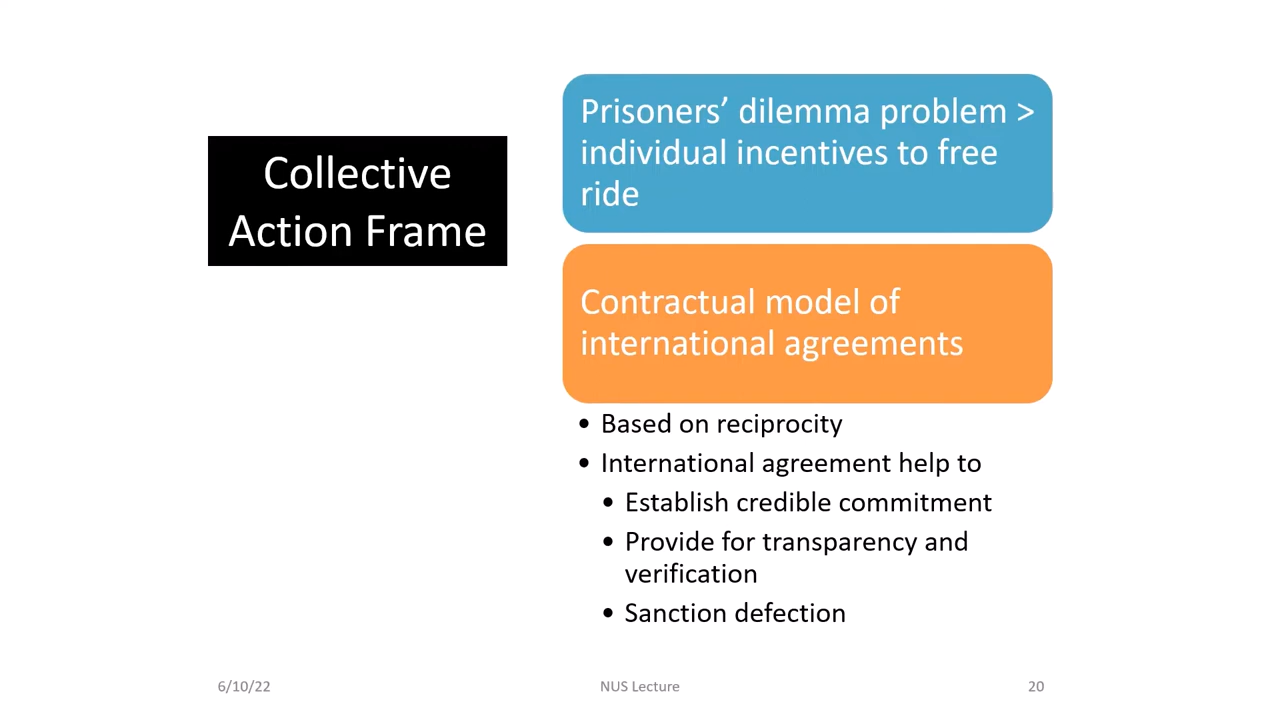 Collective
Action Frame
Prisoners’ dilemma problem >
individual incentives to free
ride
Contractual model of
international agreements
• Based on reciprocity
• International agreement help to
• Establish credible commitment
• Provide for transparency and
verification
• Sanction defection
6/10/22
NUS Lecture
20